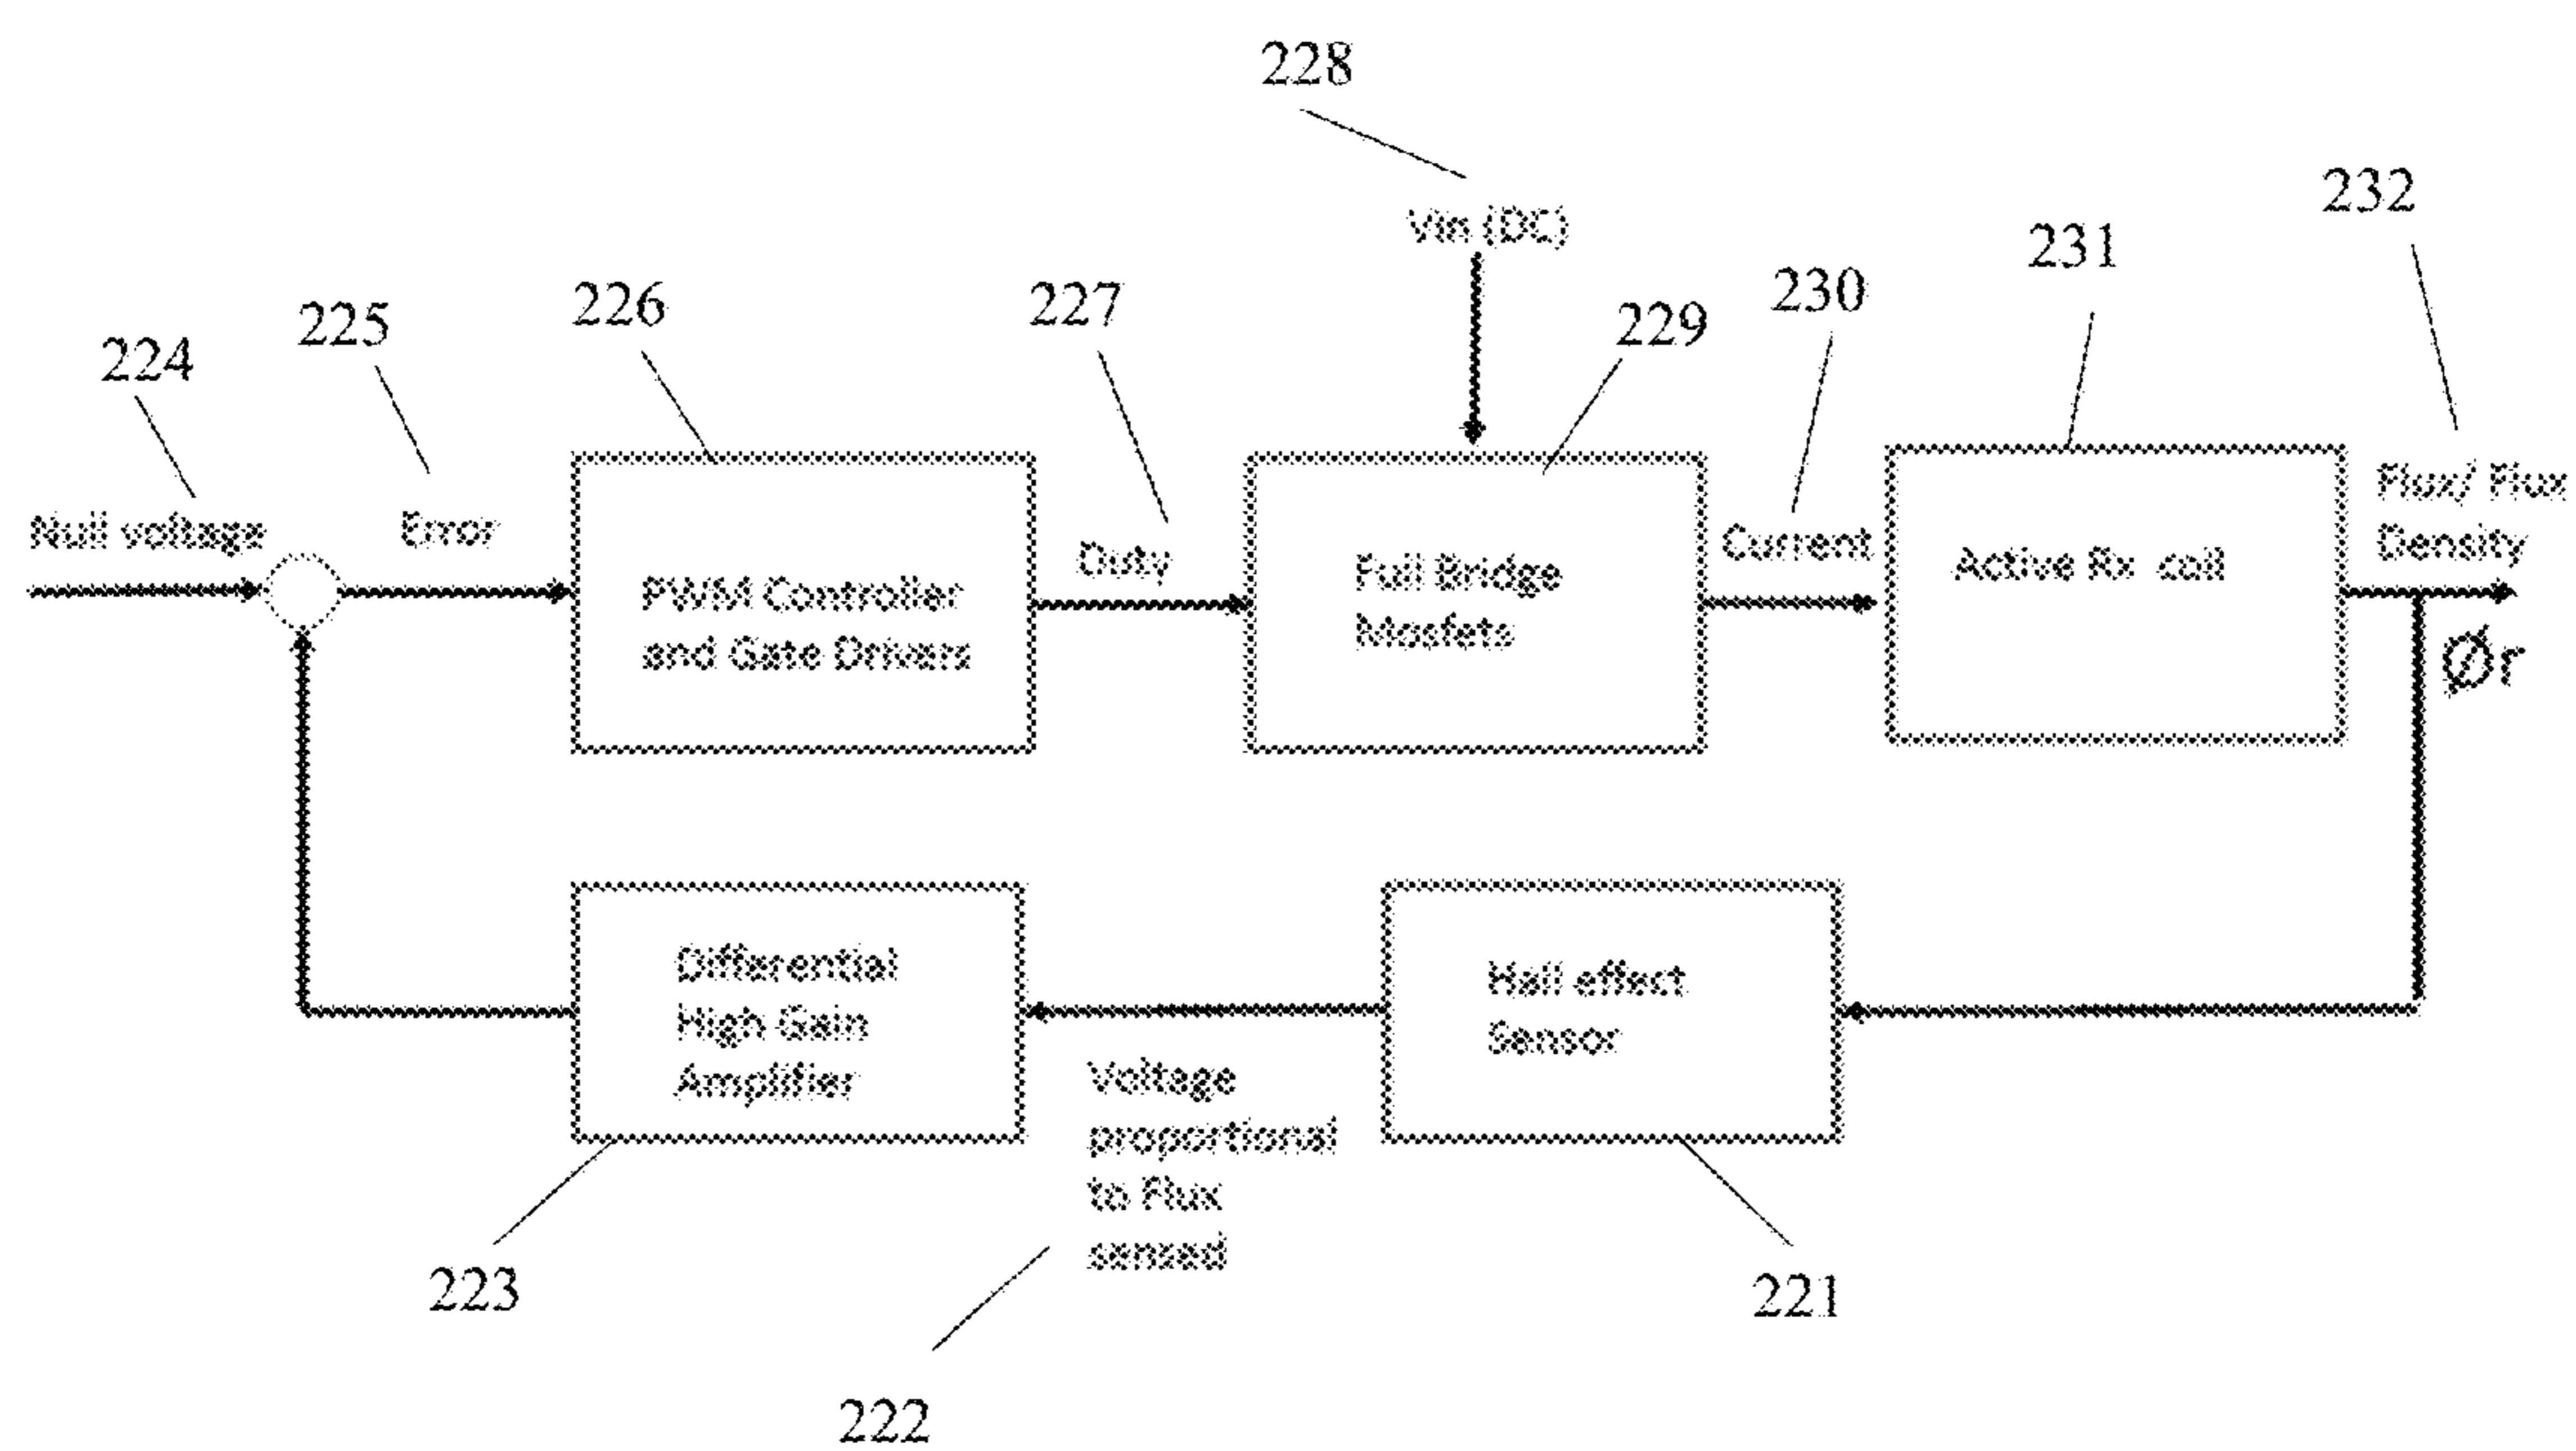 228
232
Vin (DC)
231
230
226
227
229
225
224
Flux/ Flux
Density
Null voltage
Error
Current
Duty
Full Bridge
Mosfets
Active Rx coil
PWM Controller
and Gate Drivers
Ør
Differential
High Gain
Amplifier
Hall effect
Sensor
Voltage
proportional
to Flux
sensed
223
221
222